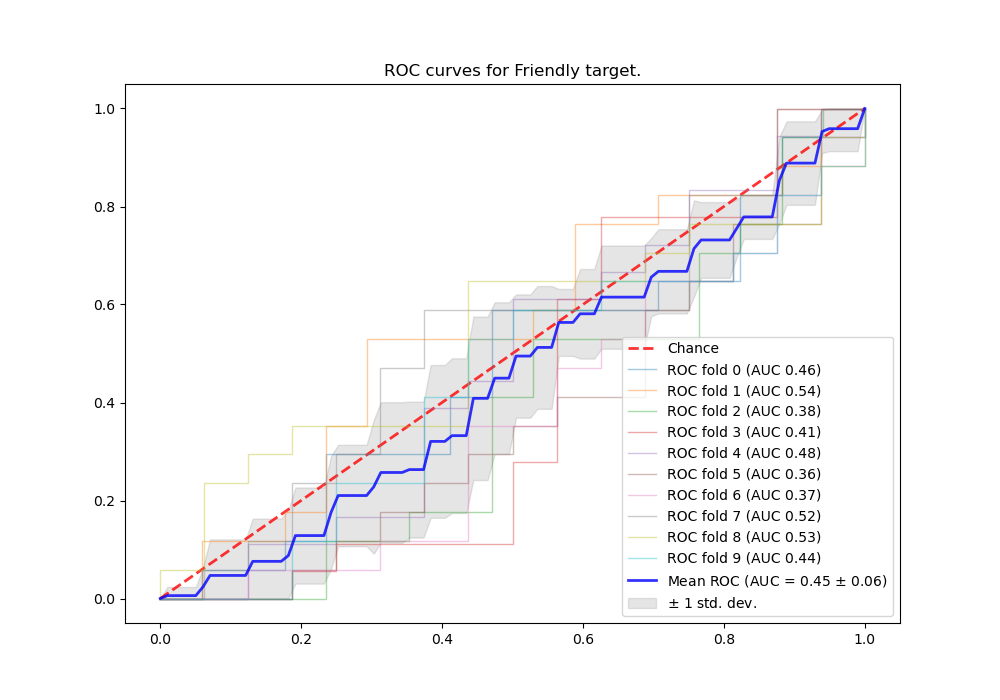 ROC curves for Friendly target.
1.0
0.8
0.6
0.4
0.2
0.0
0.0 0.2 0.4 0.6 0.8 1.0
Chance
ROC fold 0 (AUC 0.46)
ROC fold 1 (AUC 0.54)
ROC fold 2 (AUC 0.38)
ROC fold 3 (AUC 0.41)
ROC fold 4 (AUC 0.48)
ROC fold 5 (AUC 0.36)
ROC fold 6 (AUC 0.37)
ROC fold 7 (AUC 0.52)
ROC fold 8 (AUC 0.53)
ROC fold 9 (AUC 0.44)
Mean ROC (AUC = 0.45 ± 0.06)
± 1 std. dev.